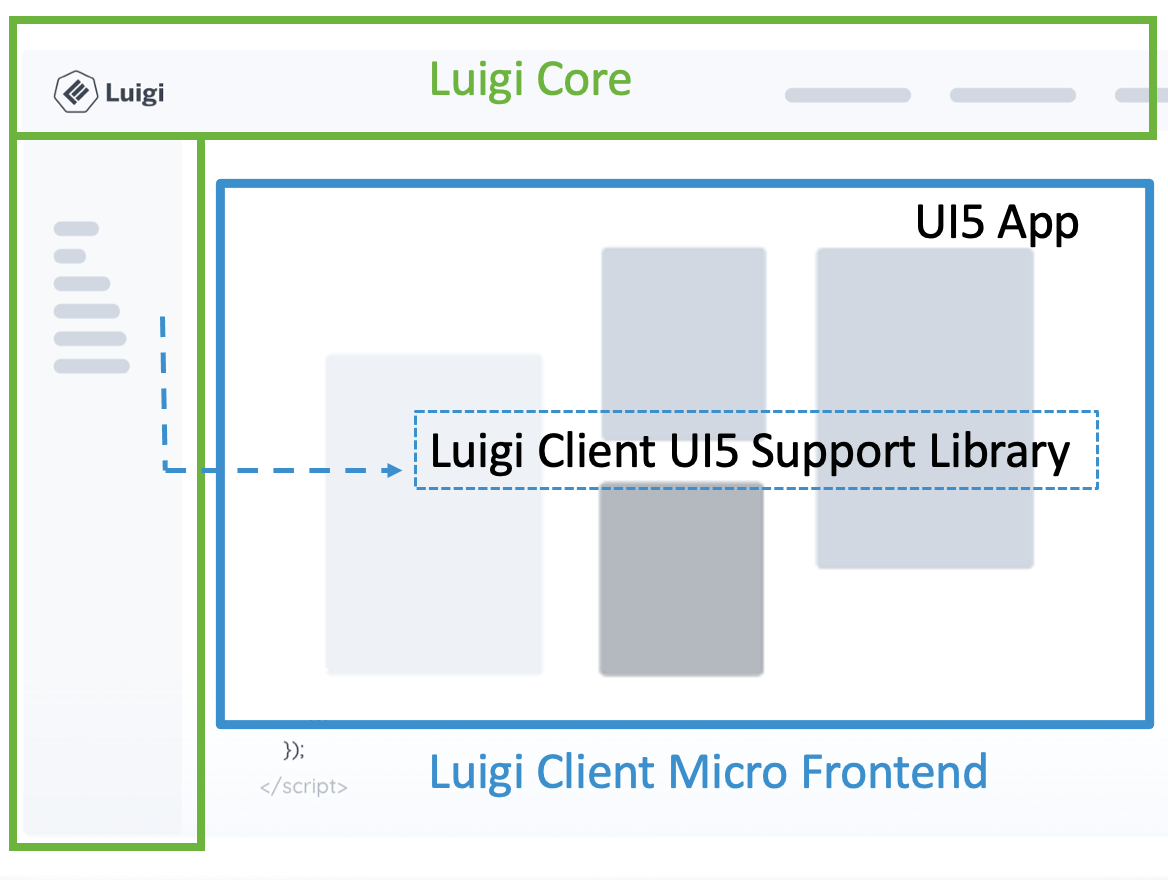 Luigi Core
Luigi
UI5 App
Luigi Client UI5 Support Library
});
</script>
Luigi Client Micro Frontend